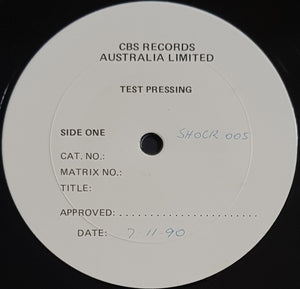 CBS RECORDS
AUSTRALIA LIMITED
TEST PRESSING
SIDE ONE SHOCK 005
CAT. NO.:
MATRIX NO.:
TITLE:
APPROVED: . . . . . . . . . . . . . . . . . . . . . . . .
DATE: 7-11-90